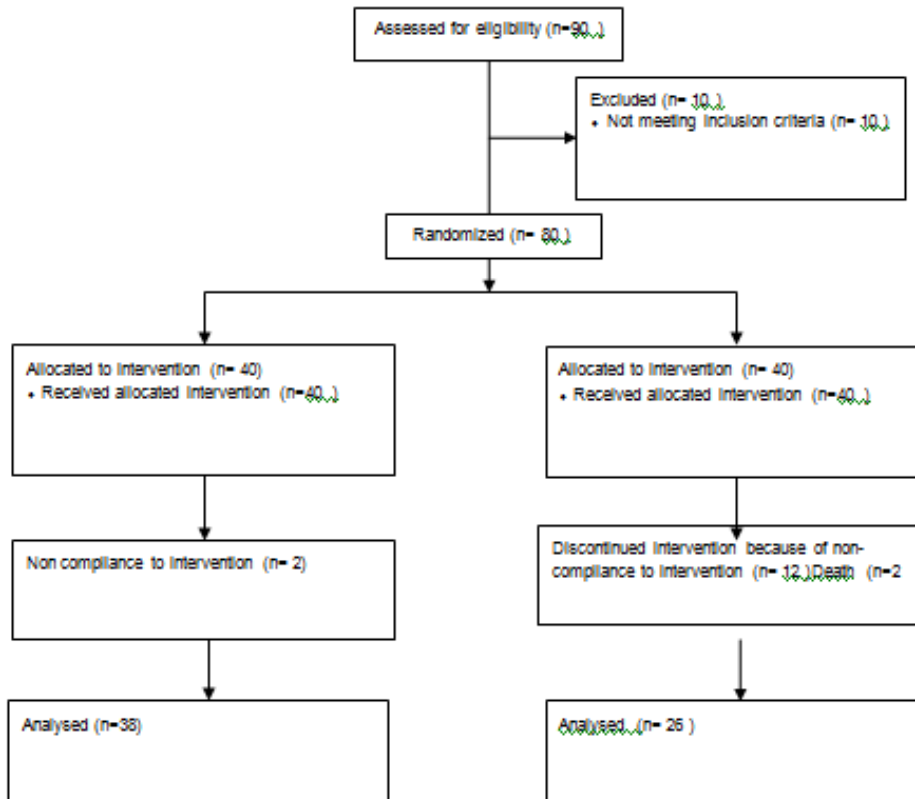 Assessed for eligibility (n=90 )
Excluded (n= 10 )
• Not meeting inclusion criteria (n= 10 )
Randomized (n= 80 )
Allocated to intervention (n= 40)
• Received allocated intervention (n=40 )
Allocated to intervention (n= 40)
• Received allocated intervention (n=40 )
Non compliance to intervention (n= 2)
Discontinued intervention because of non-
compliance to intervention (n= 12 )Death (n=2
Analysed (n=38)
Analysed (n= 26 )